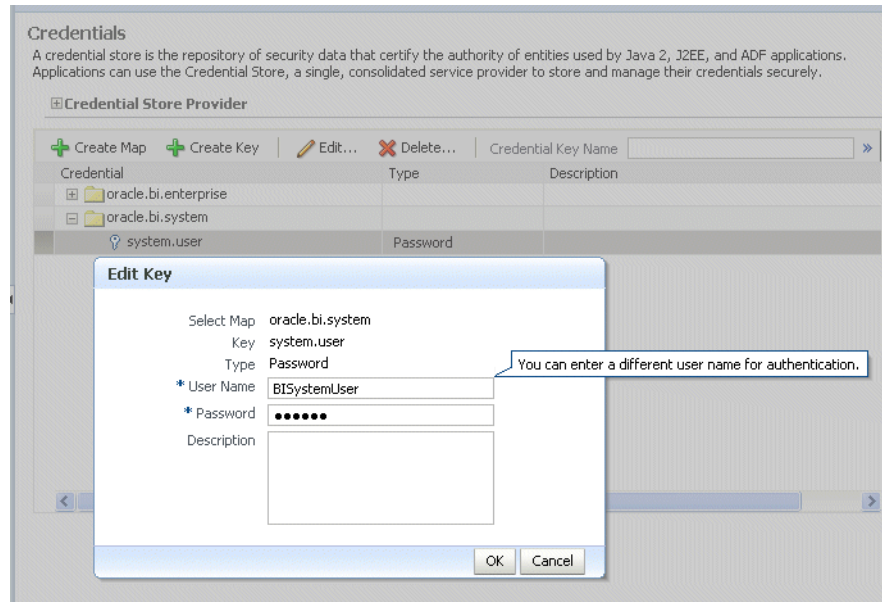 Credentials
A credential store is the repository of security data that certify the authority of entities used by Java 2, J2EE, and ADF applications.
Applications can use the Credential Store, a single, consolidated service provider to store and manage their credentials securely.
Credential Store Provider
Create Map Create Key Edit... Delete... Credential Key Name »
Credential Type Description
oracle.bi.enterprise
oracle.bi.system
system.user Password
Edit Key
Select Map oracle.bi.system
Key system.user
Type Password
You can enter a different user name for authentication.
* User Name BISystemUser
* Password ●●●●●●
Description
OK Cancel